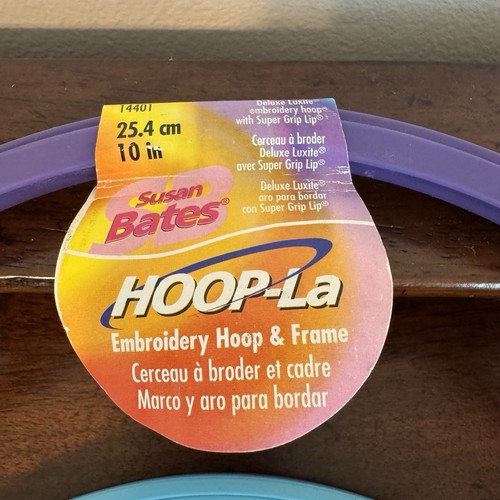 14401
25.4 cm
10 in
Deluxe Luxite®
embroidery hoop®
with Super Grip Lip®
Cerceau à broder
Deluxe Luxite®
avec Super Grip Lip®
Deluxe Luxite®
aro para bordar
can Super Grip Lip®
SB
Susan
Bates®
HOOP-La
Embroidery Hoop & Frame
Cerceau à broder et cadre
Marco y aro para bordar